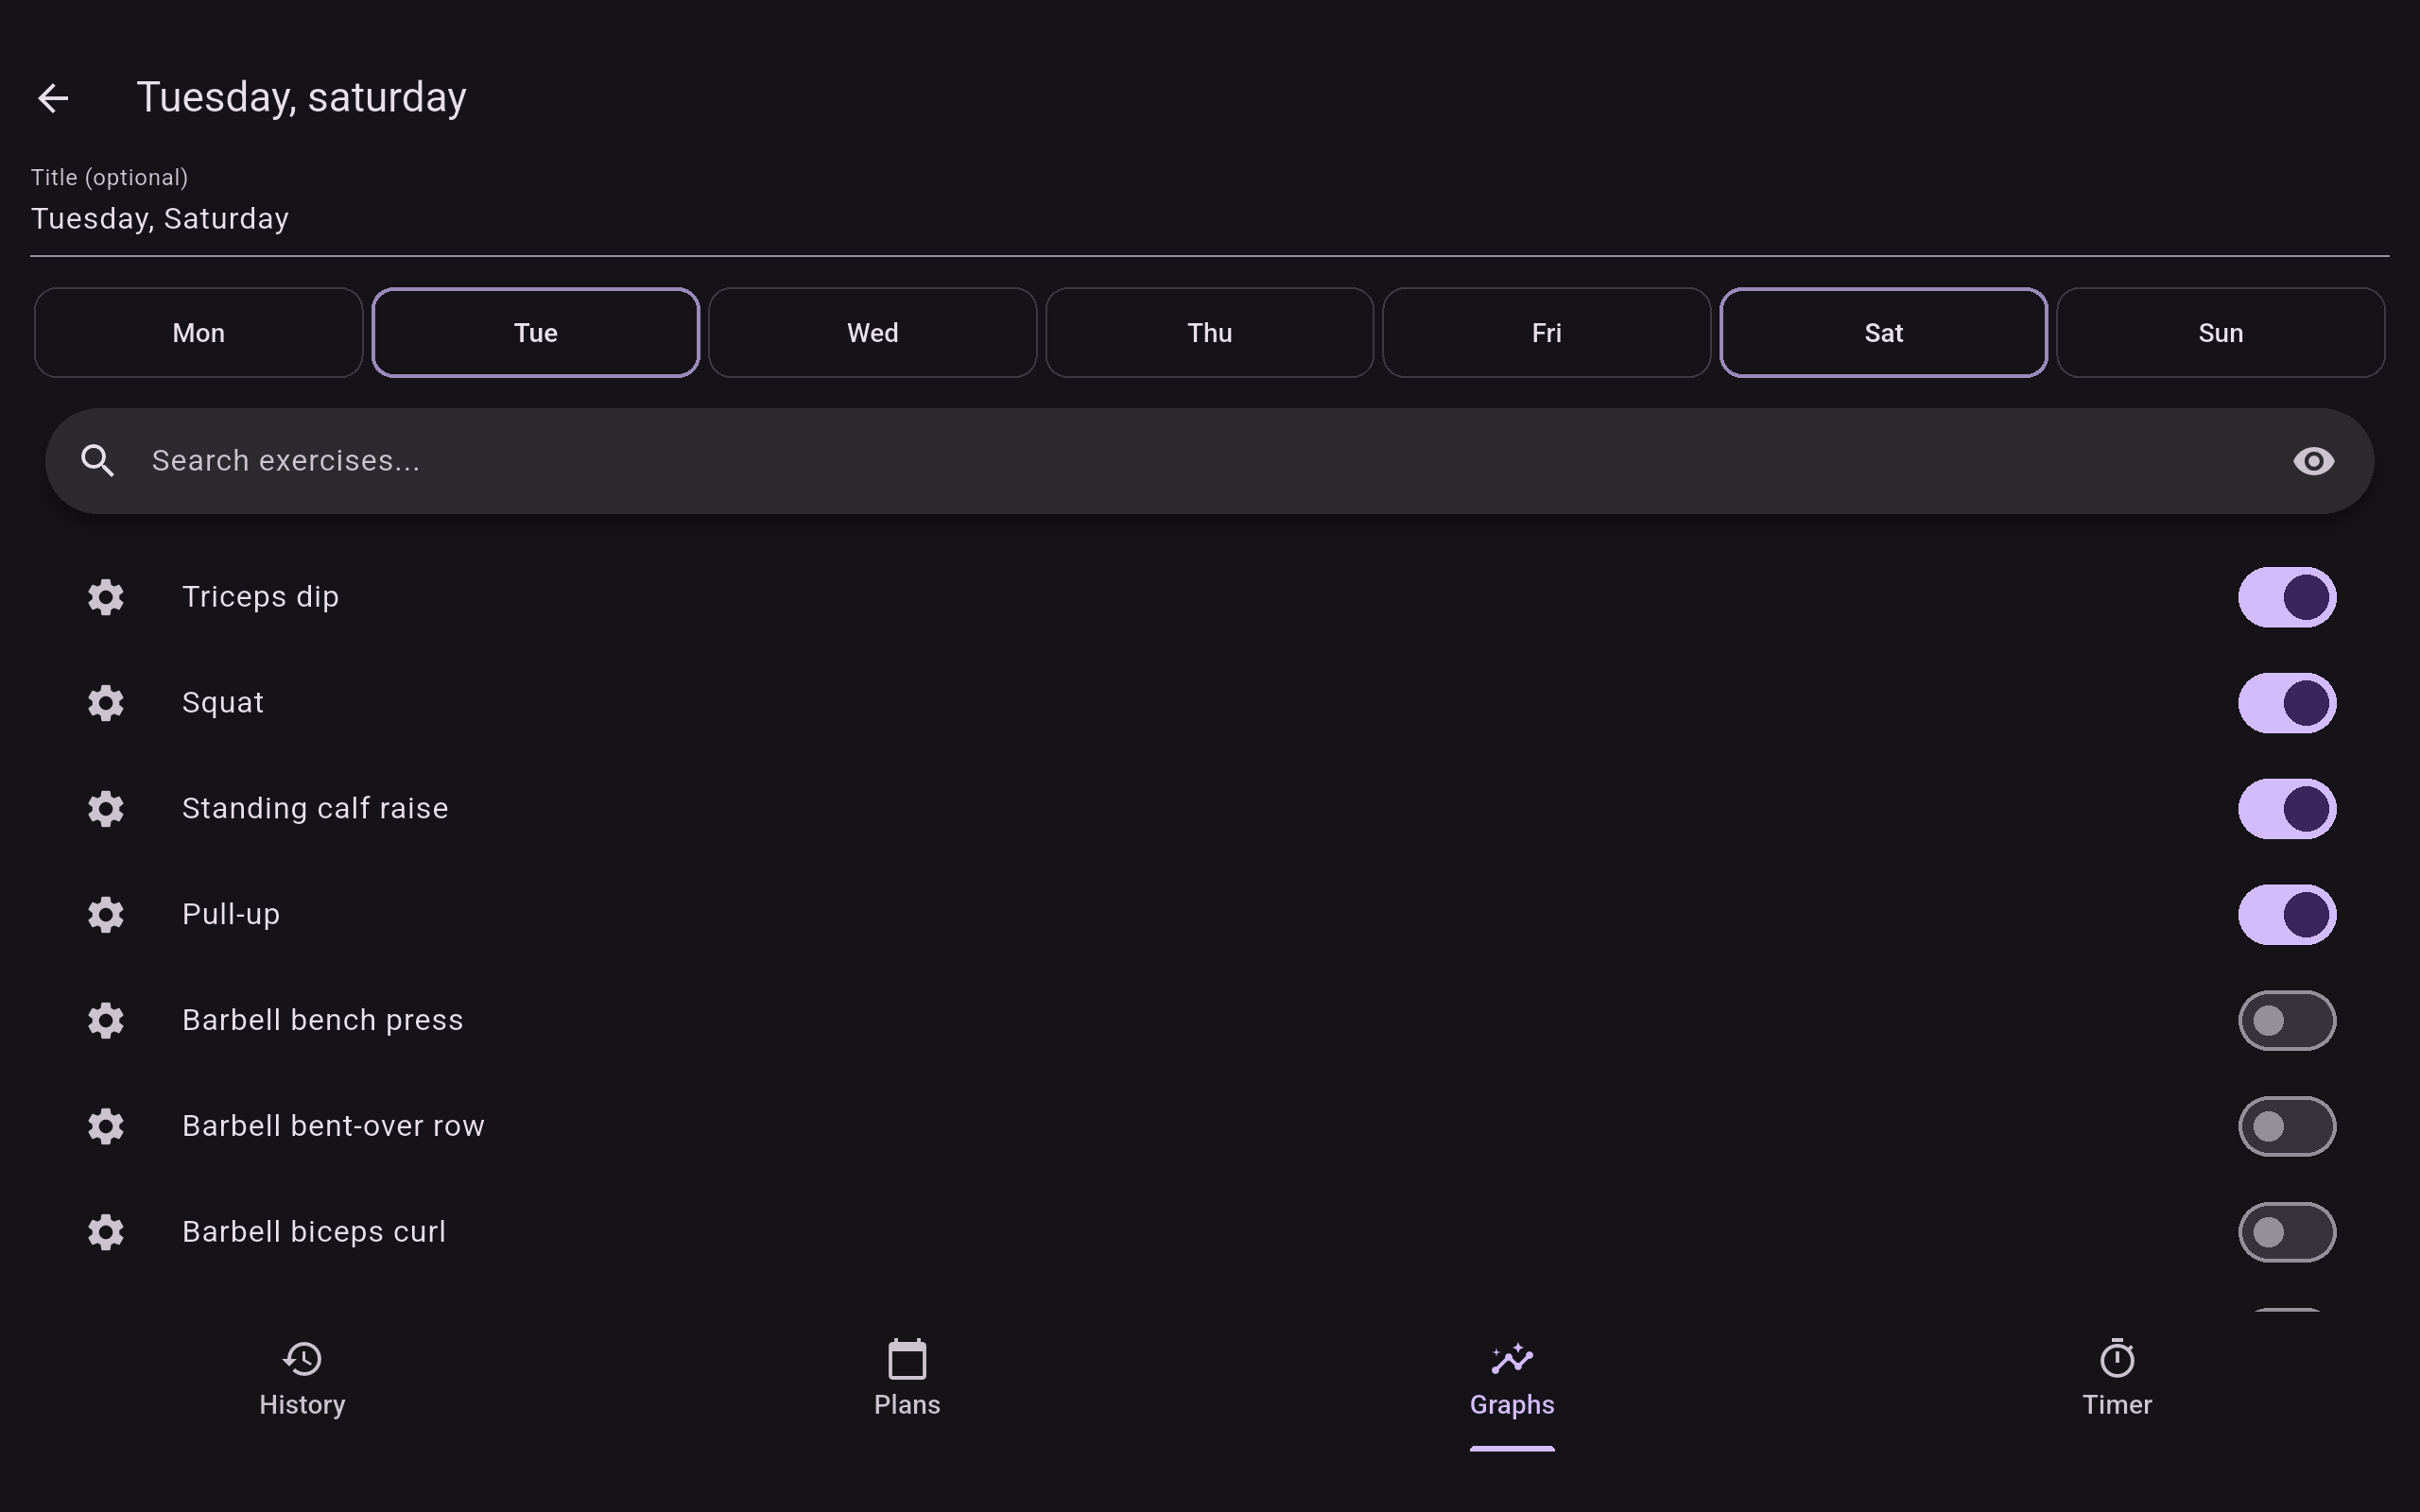 Tuesday, saturday
Title (optional)
Tuesday, Saturday
Mon Tue Wed Thu Fri Sat Sun
Search exercises...
Triceps dip
Squat
Standing calf raise
Pull-up
Barbell bench press
Barbell bent-over row
Barbell biceps curl
History Plans Graphs Timer